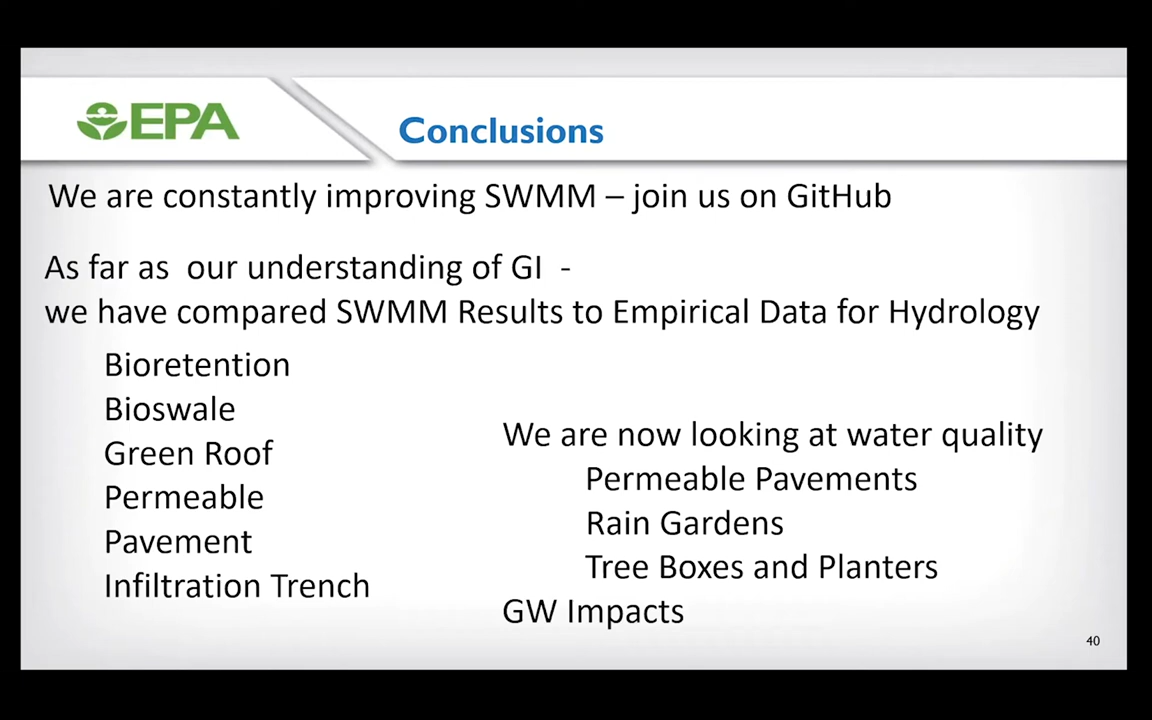 EPA
Conclusions
We are constantly improving SWMM – join us on GitHub
As far as our understanding of GI -
we have compared SWMM Results to Empirical Data for Hydrology
Bioretention
Bioswale
Green Roof
Permeable
Pavement
Infiltration Trench
We are now looking at water quality
Permeable Pavements
Rain Gardens
Tree Boxes and Planters
GW Impacts
40